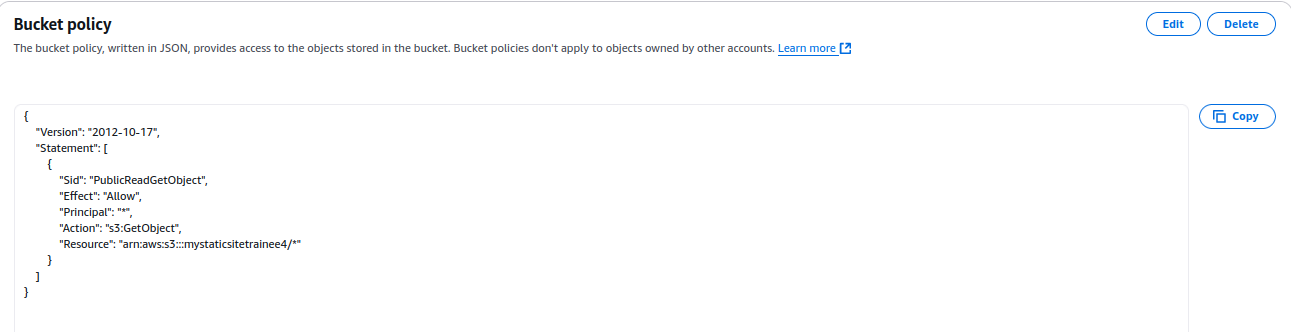 Bucket policy
Edit
Delete
The bucket policy, written in JSON, provides access to the objects stored in the bucket. Bucket policies don't apply to objects owned by other accounts. Learn more
Copy
{
    "Version": "2012-10-17",
    "Statement": [
        {
            "Sid": "PublicReadGetObject",
            "Effect": "Allow",
            "Principal": "*",
            "Action": "s3:GetObject",
            "Resource": "arn:aws:s3:::mystaticsitetrainee4/*"
        }
    ]
}